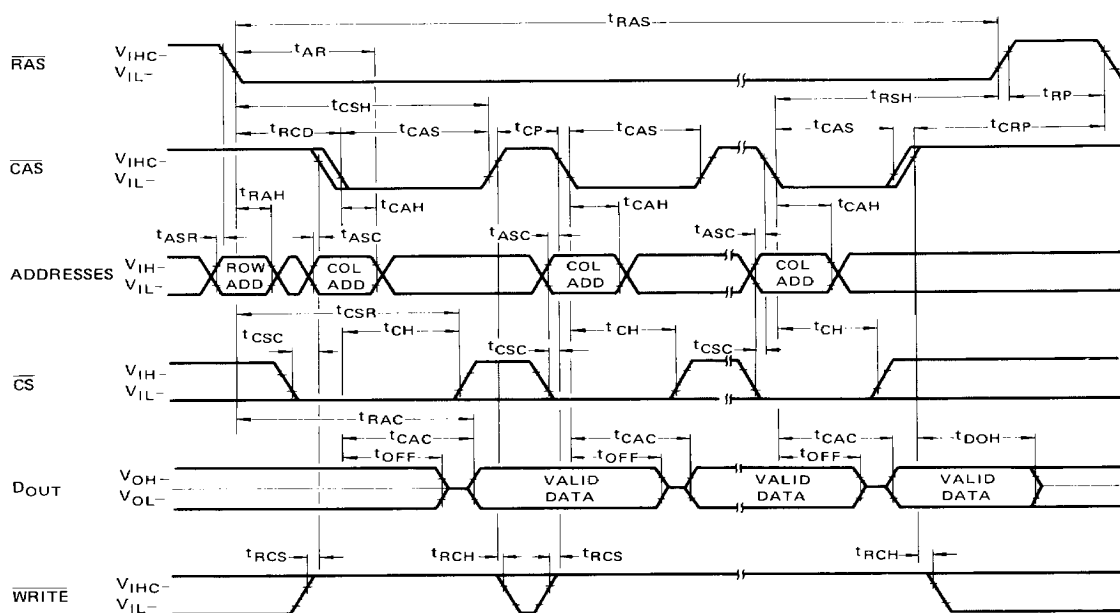 tRAS
tAR
RAS
VIHC-
VIL-
tCSH
tRSH
tRP
tRCD
tCAS
tCP
tCAS
tCAS
tCRP
CAS
VIHC-
VIL-
tRAH
tCAH
tCAH
tCAH
tASR
tASC
tASC
tASC
ADDRESSES
VIH-
VIL-
ROW ADD
COL ADD
COL ADD
COL ADD
tCSR
tCH
tCH
tCH
tCSC
tCSC
tCSC
CS
VIH-
VIL-
tRAC
tCAC
tCAC
tCAC
tDOH
tOFF
tOFF
tOFF
DOUT
VOH-
VOL-
VALID DATA
VALID DATA
VALID DATA
tRCS
tRCH
tRCS
tRCH
WRITE
VIHC-
VIL-